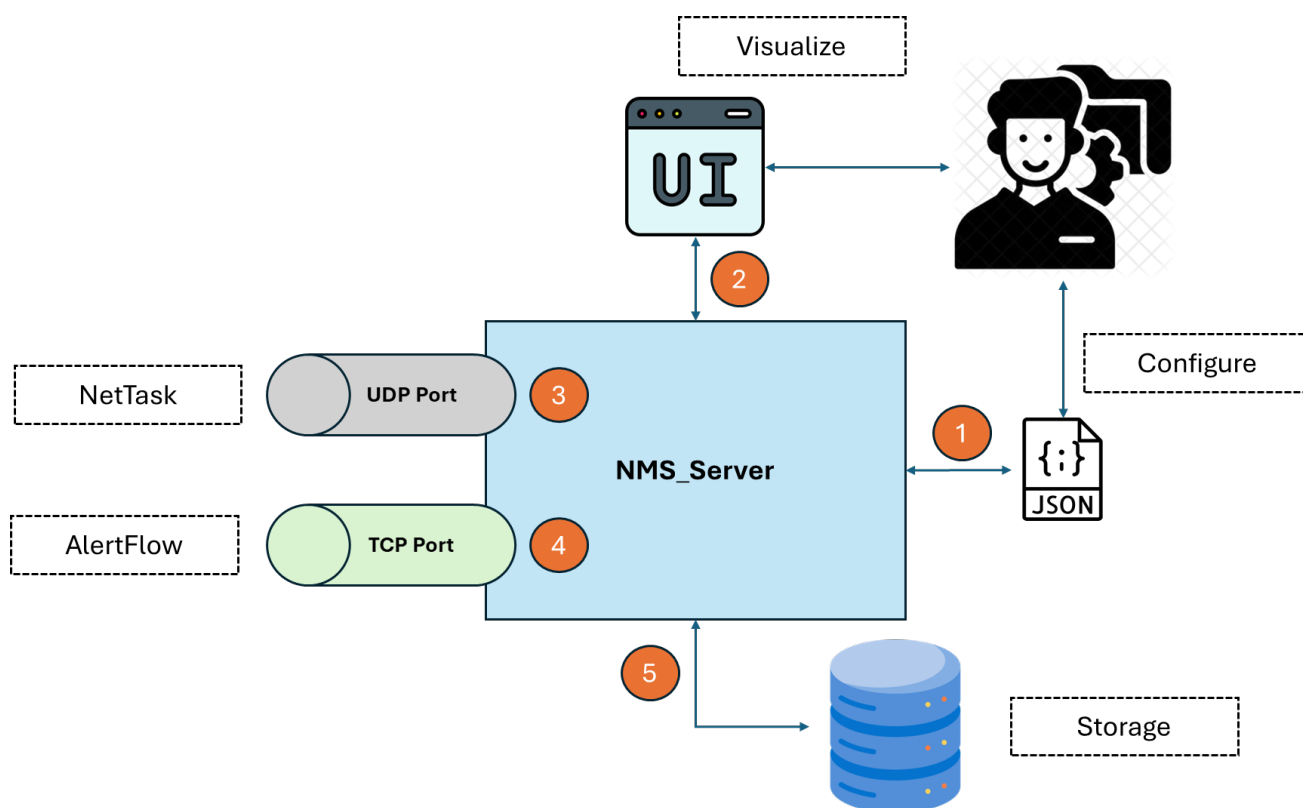 Visualize
UI
2
NetTask
UDP Port
3
Configure
1
NMS_Server
{;}
JSON
AlertFlow
TCP Port
4
5
Storage